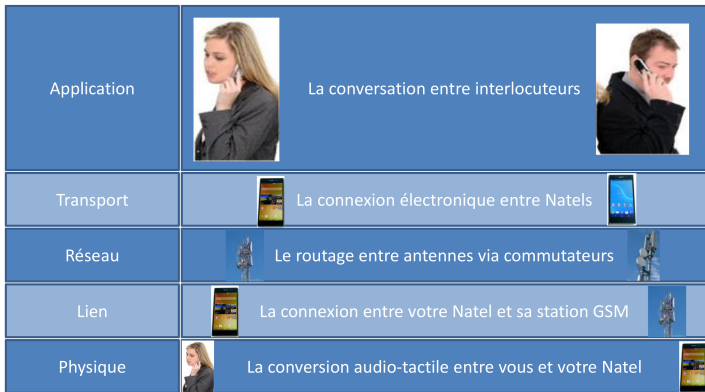 Application
La conversation entre interlocuteurs
Transport
La connexion électronique entre Natels
Réseau
Le routage entre antennes via commutateurs
Lien
La connexion entre votre Natel et sa station GSM
Physique
La conversion audio-tactile entre vous et votre Natel